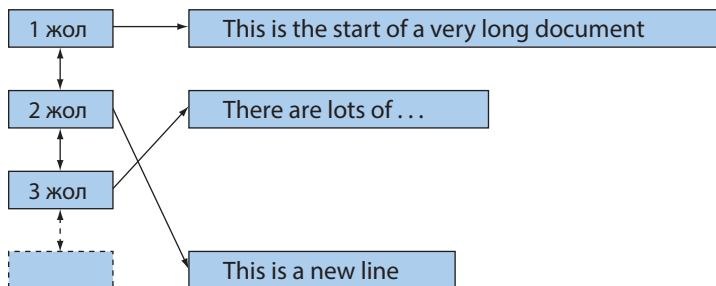 1 жол This is the start of a very long document
2 жол There are lots of . . .
3 жол
This is a new line